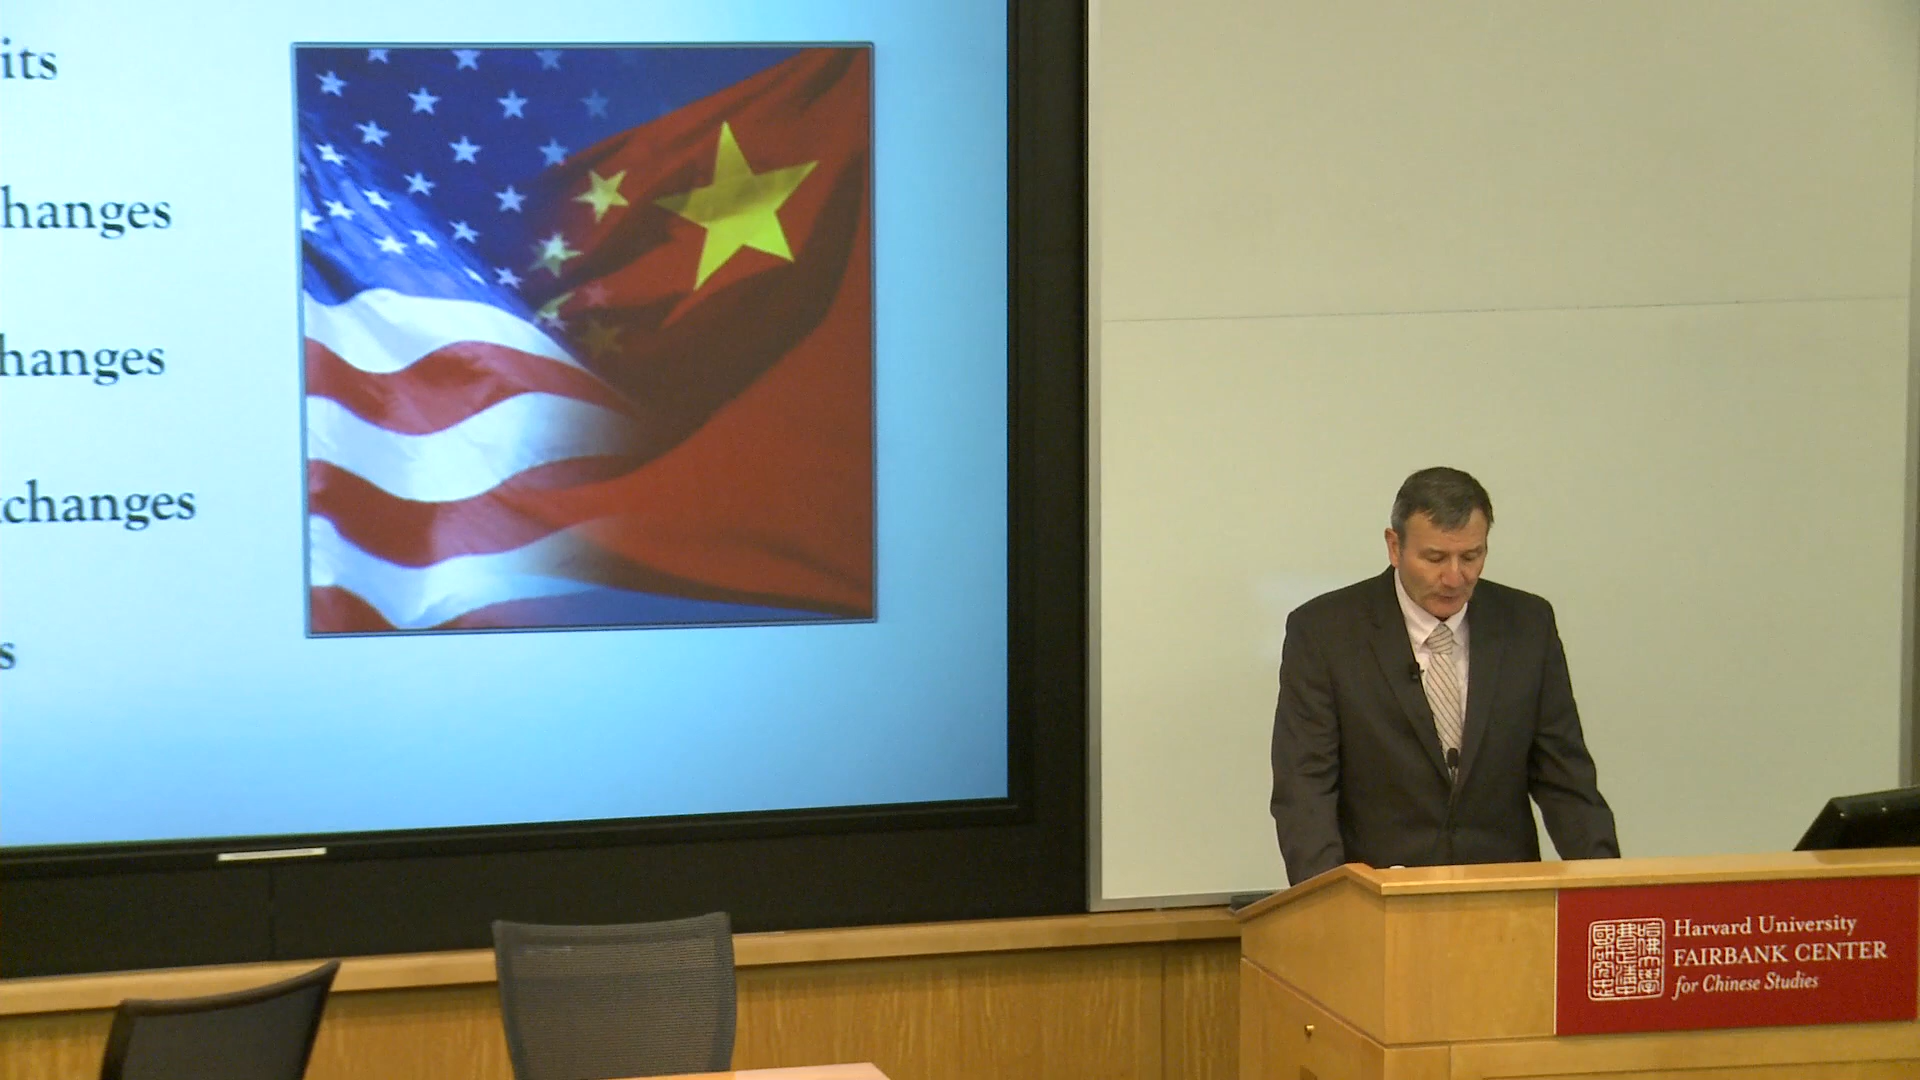 its
hanges
hanges
changes
s
Harvard University
FAIRBANK CENTER
for Chinese Studies